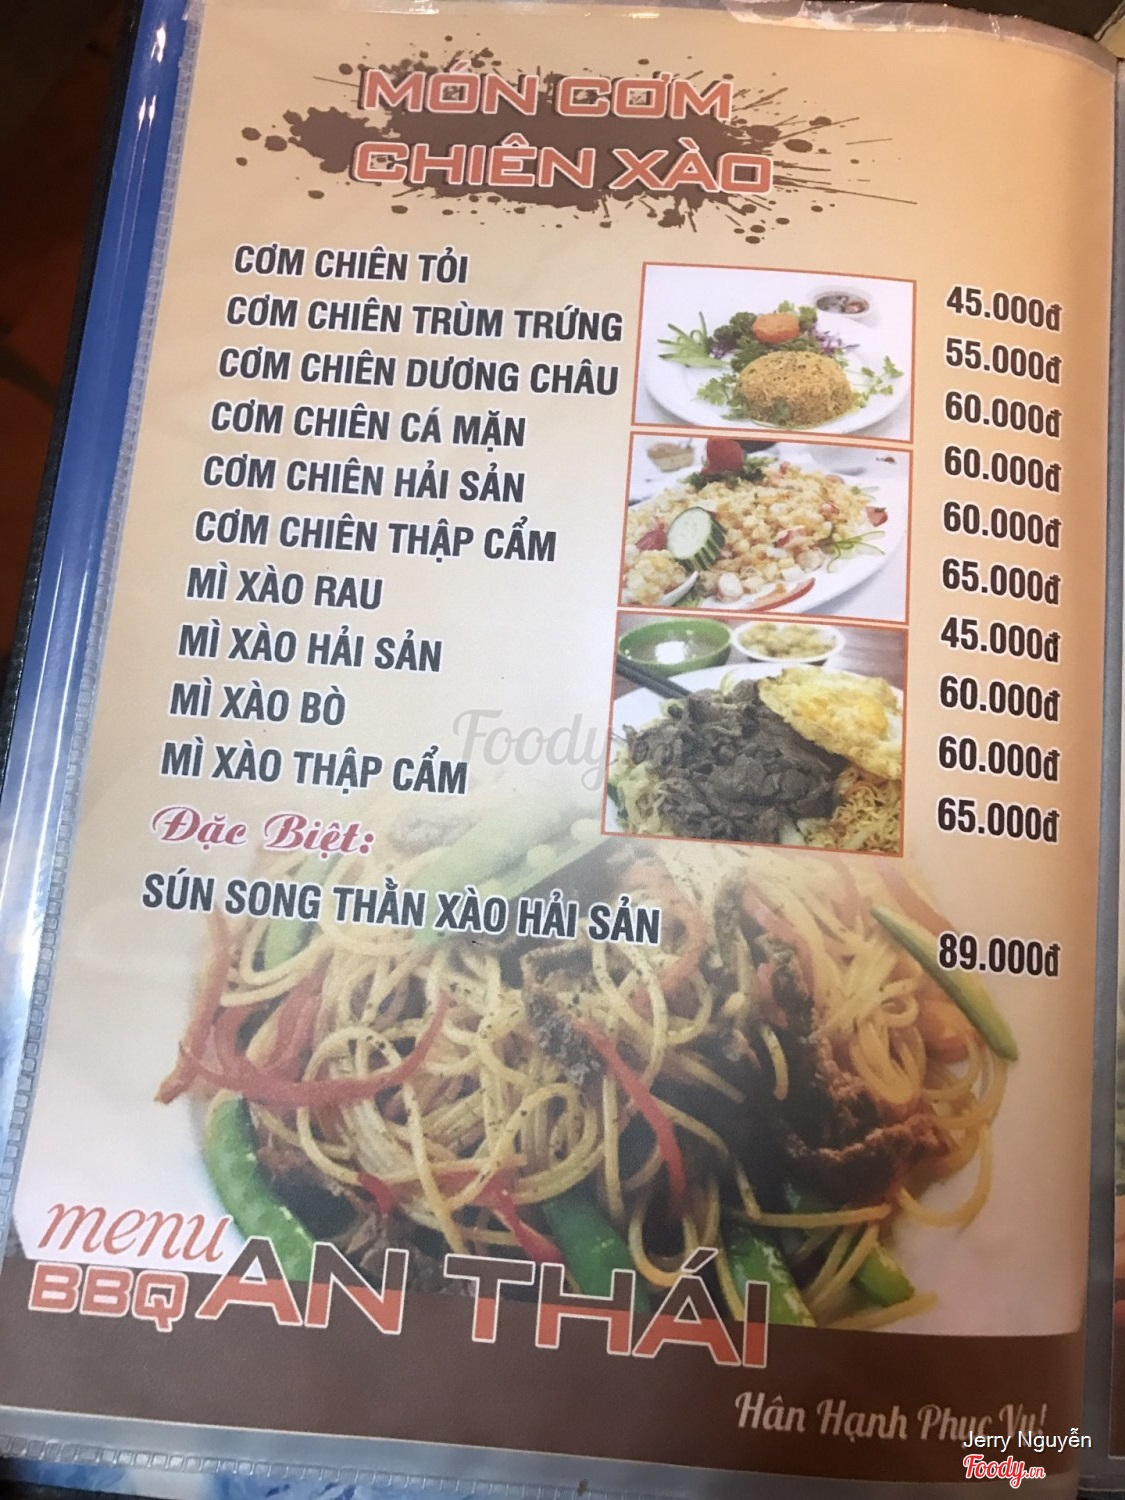 MÓN CƠM
CHIÊN XÀO
CƠM CHIÊN TỎI 45.000đ
CƠM CHIÊN TRÙM TRỨNG 55.000đ
CƠM CHIÊN DƯƠNG CHÂU 60.000đ
CƠM CHIÊN CÁ MẶN 60.000đ
CƠM CHIÊN HẢI SẢN 60.000đ
CƠM CHIÊN THẬP CẨM 65.000đ
MÌ XÀO RAU 45.000đ
MÌ XÀO HẢI SẢN 60.000đ
MÌ XÀO BÒ 60.000đ
MÌ XÀO THẬP CẨM 65.000đ
Đặc Biệt:
SÚN SONG THẰN XÀO HẢI SẢN 89.000đ
Foody.vn
menu
BBQ AN THÁI
Hân Hạnh Phục Vụ!
Jerry Nguyễn
Foody.vn